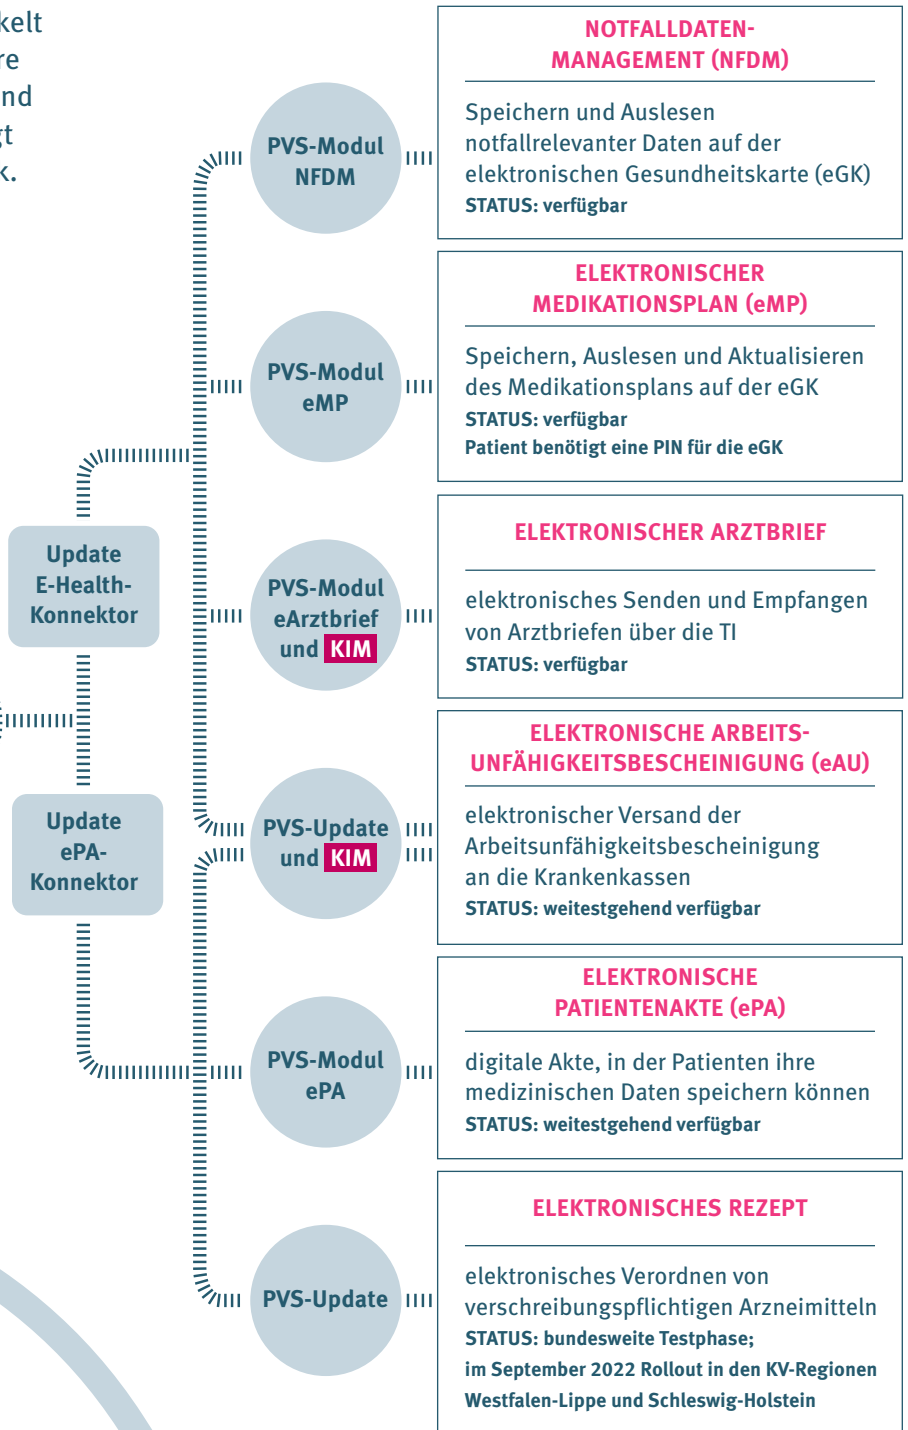 kelt
re
nd
gt
k.
Update
E-Health-
Konnektor
Update
ePA-
Konnektor
PVS-Modul
NFDM
NOTFALLDATEN-
MANAGEMENT (NFDM)
Speichern und Auslesen
notfallrelevanter Daten auf der
elektronischen Gesundheitskarte (eGK)
STATUS: verfügbar
PVS-Modul
eMP
ELEKTRONISCHER
MEDIKATIONSPLAN (eMP)
Speichern, Auslesen und Aktualisieren
des Medikationsplans auf der eGK
STATUS: verfügbar
Patient benötigt eine PIN für die eGK
PVS-Modul
eArztbrief
und KIM
ELEKTRONISCHER ARZTBRIEF
elektronisches Senden und Empfangen
von Arztbriefen über die TI
STATUS: verfügbar
PVS-Update
und KIM
ELEKTRONISCHE ARBEITS-
UNFÄHIGKEITSBESCHEINIGUNG (eAU)
elektronischer Versand der
Arbeitsunfähigkeitsbescheinigung
an die Krankenkassen
STATUS: weitestgehend verfügbar
PVS-Modul
ePA
ELEKTRONISCHE
PATIENTENAKTE (ePA)
digitale Akte, in der Patienten ihre
medizinischen Daten speichern können
STATUS: weitestgehend verfügbar
PVS-Update
ELEKTRONISCHES REZEPT
elektronisches Verordnen von
verschreibungspflichtigen Arzneimitteln
STATUS: bundesweite Testphase;
im September 2022 Rollout in den KV-Regionen
Westfalen-Lippe und Schleswig-Holstein